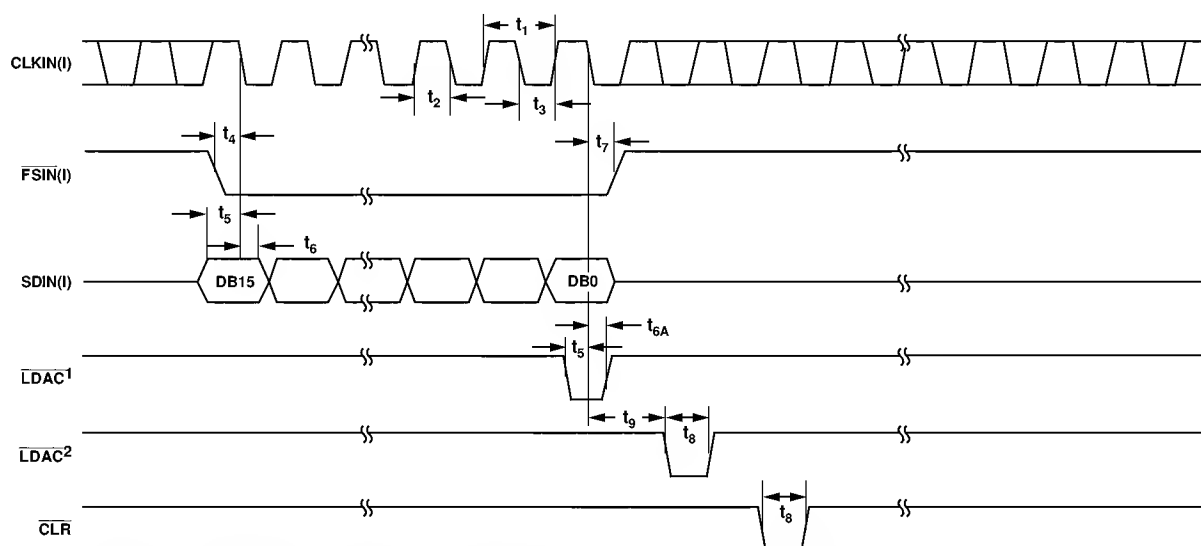 t1
CLKIN(I)
t2
t3
t4
t7
FSIN(I)
t5
t6
SDIN(I)
DB15
DB0
t6A
t5
LDAC1
t9
t8
LDAC2
t8
CLR